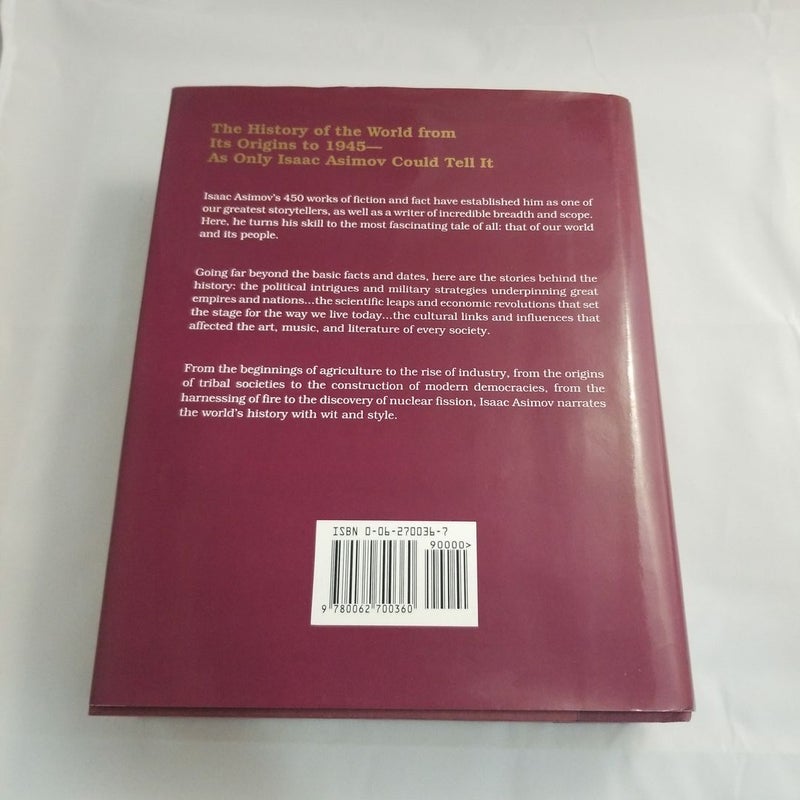 The History of the World from
Its Origins to 1945—
As Only Isaac Asimov Could Tell It
Isaac Asimov's 450 works of fiction and fact have established him as one of
our greatest storytellers, as well as a writer of incredible breadth and scope.
Here, he turns his skill to the most fascinating tale of all: that of our world
and its people.
Going far beyond the basic facts and dates, here are the stories behind the
history: the political intrigues and military strategies underpinning great
empires and nations...the scientific leaps and economic revolutions that set
the stage for the way we live today...the cultural links and influences that
affected the art, music, and literature of every society.
From the beginnings of agriculture to the rise of industry, from the origins
of tribal societies to the construction of modern democracies, from the
harnessing of fire to the discovery of nuclear fission, Isaac Asimov narrates
the world's history with wit and style.
ISBN 0-06-270036-7
90000>
9 780062 700360